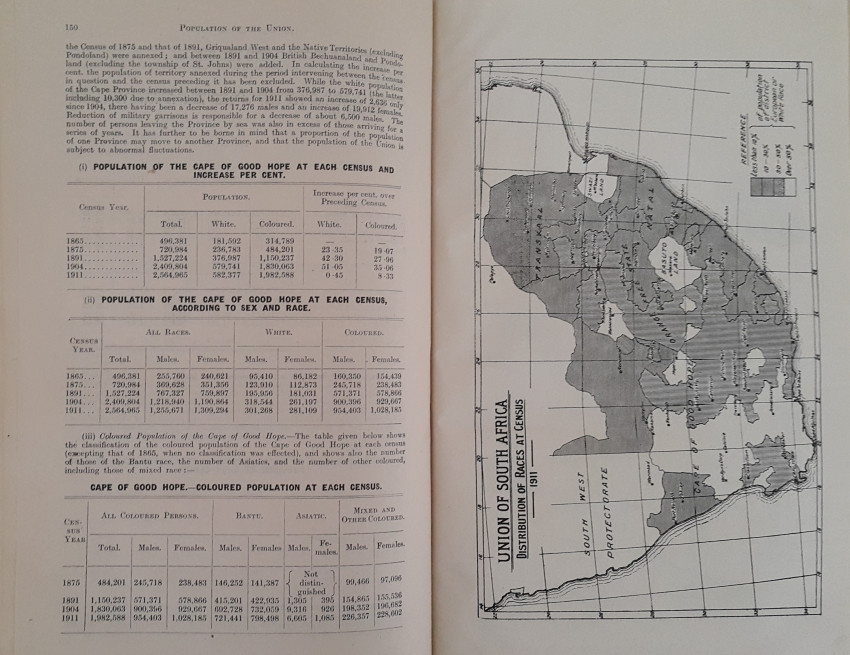 150 POPULATION OF THE UNION.
the Census of 1875 and that of 1891, Griqualand West and the Native Territories (excluding
Pondoland) were annexed; and between 1891 and 1904 British Bechuanaland and Pondo-
land (excluding the township of St. Johns) were added. In calculating the increase per
cent. the population of territory annexed during the period intervening between the census
in question and the census preceding it has been excluded. While the white population
of the Cape Province increased between 1891 and 1904 from 376,987 to 579,741 (the latter
including 10,300 due to annexation), the returns for 1911 showed an increase of 2,636 only
since 1904, there having been a decrease of 17,276 males and an increase of 19,912 females.
Reduction of military garrisons is responsible for a decrease of about 6,500 males. The
number of persons leaving the Province by sea was also in excess of those arriving for a
series of years. It has further to be borne in mind that a proportion of the population
of one Province may move to another Province, and that the population of the Union is
subject to abnormal fluctuations.
(i) POPULATION OF THE CAPE OF GOOD HOPE AT EACH CENSUS AND
INCREASE PER CENT.
Census Year. POPULATION. Increase per cent. over
Preceding Census.
Total. White. Coloured. White. Coloured.
1865............ 496,381 181,592 314,789 — —
1875............ 720,984 236,783 484,201 23·35 19·07
1891............ 1,527,224 376,987 1,150,237 42·30 27·96
1904............ 2,409,804 579,741 1,830,063 51·05 35·06
1911............ 2,564,965 582,377 1,982,588 0·45 8·33
(ii) POPULATION OF THE CAPE OF GOOD HOPE AT EACH CENSUS,
ACCORDING TO SEX AND RACE.
CENSUS
YEAR. ALL RACES. WHITE. COLOURED.
Total. Males. Females. Males. Females. Males. Females.
1865... 496,381 255,760 240,621 95,410 86,182 160,350 154,439
1875... 720,984 369,628 351,356 123,910 112,873 245,718 238,483
1891... 1,527,224 767,327 759,897 195,956 181,031 571,371 578,866
1904... 2,409,804 1,218,940 1,190,864 318,544 261,197 900,396 929,667
1911... 2,564,965 1,255,671 1,309,294 301,268 281,109 954,403 1,028,185
(iii) Coloured Population of the Cape of Good Hope.—The table given below shows
the classification of the coloured population of the Cape of Good Hope at each census
(excepting that of 1865, when no classification was effected), and shows also the number
of those of the Bantu race, the number of Asiatics, and the number of other coloured,
including those of mixed race:—
CAPE OF GOOD HOPE.—COLOURED POPULATION AT EACH CENSUS.
CEN-
SUS
YEAR ALL COLOURED PERSONS. BANTU. ASIATIC. MIXED AND
OTHER COLOURED.
Total. Males. Females. Males. Females Males. Fe-
males. Males. Females.
1875 484,201 245,718 238,483 146,252 141,387 { Not
distin-
guished } 99,466 97,096
1891 1,150,237 571,371 578,866 415,201 422,935 1,305 395 154,865 155,536
1904 1,830,063 900,396 929,667 692,728 732,059 9,316 926 198,352 196,682
1911 1,982,588 954,403 1,028,185 721,441 798,498 6,605 1,085 226,357 228,602
UNION OF SOUTH AFRICA
DISTRIBUTION OF RACES AT CENSUS
1911
SOUTH WEST
PROTECTORATE
TRANSVAAL
NATAL
ORANGE FREE STATE
BASUTO
LAND
SWAZI
LAND
CAPE OF GOOD HOPE
REFERENCE
Less than 10%
10 — 30%
30 — 50%
Over 50%
of population
of district
European or
White Race